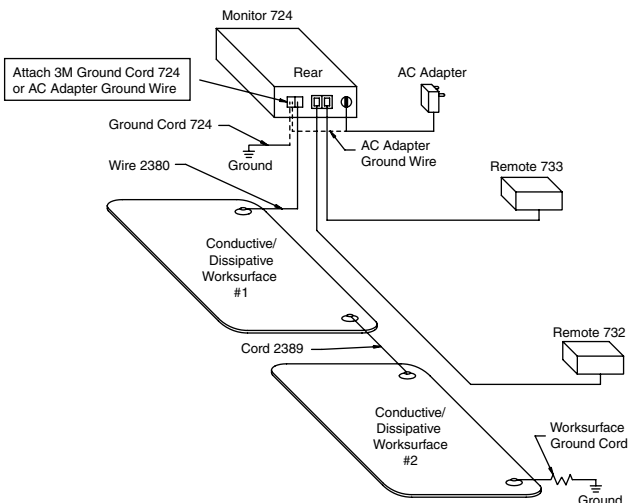 Monitor 724
Attach 3M Ground Cord 724
or AC Adapter Ground Wire
Rear
AC Adapter
Ground Cord 724
Ground
AC Adapter
Ground Wire
Wire 2380
Remote 733
Conductive/
Dissipative
Worksurface
#1
Cord 2389
Remote 732
Conductive/
Dissipative
Worksurface
#2
Worksurface
Ground Cord
Ground